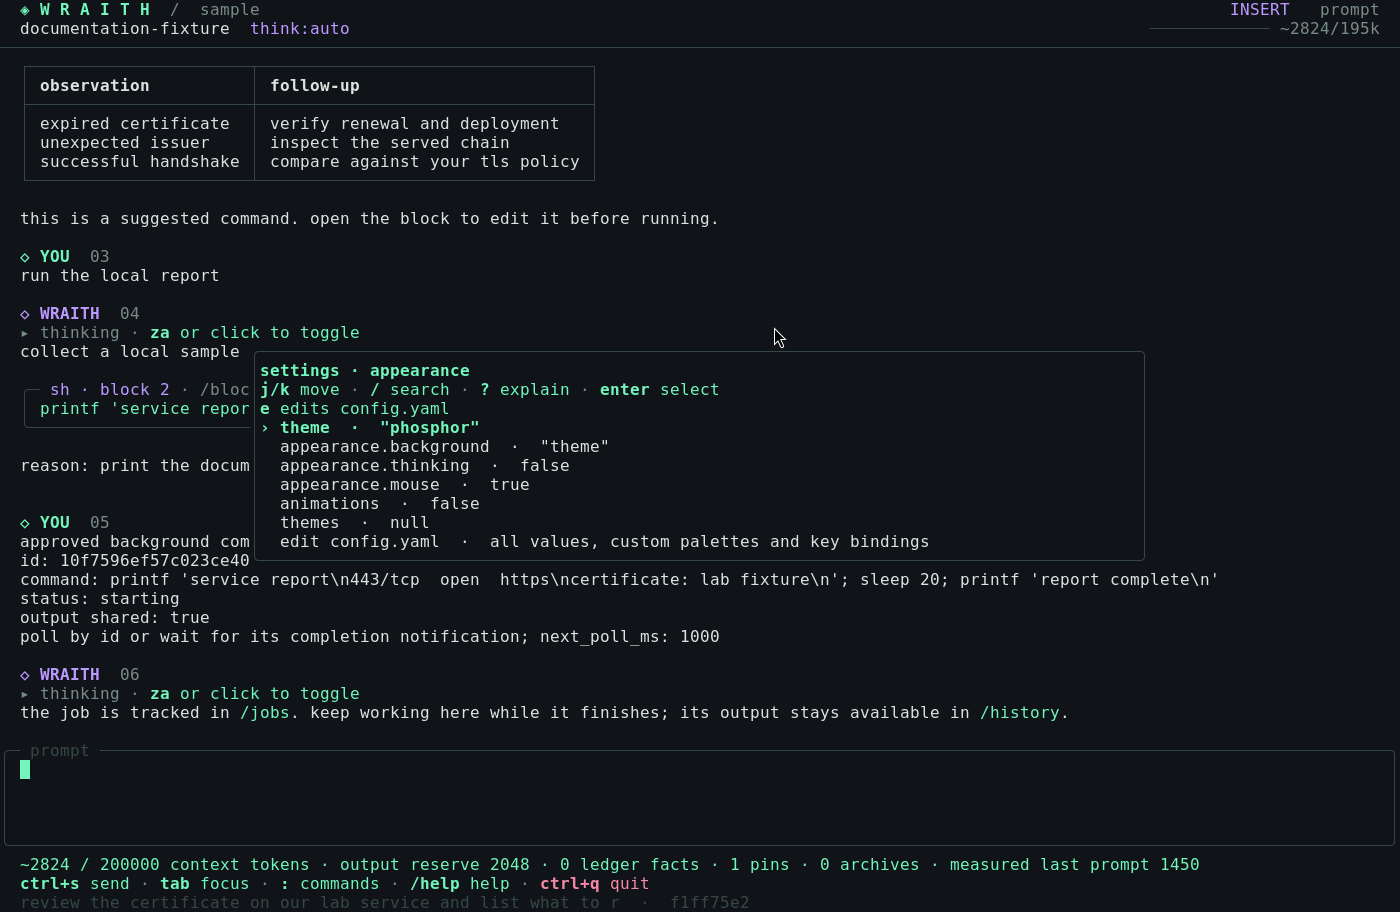 ◈ W R A I T H / sample INSERT prompt
documentation-fixture think:auto ~2824/195k
observation follow-up
expired certificate verify renewal and deployment
unexpected issuer inspect the served chain
successful handshake compare against your tls policy
this is a suggested command. open the block to edit it before running.
◇ YOU 03
run the local report
◇ WRAITH 04
▸ thinking · za or click to toggle
collect a local sample
settings · appearance
sh · block 2 · /bloc j/k move · / search · ? explain · enter select
printf 'service repor e edits config.yaml
› theme · "phosphor"
appearance.background · "theme"
reason: print the docum appearance.thinking · false
appearance.mouse · true
animations · false
◇ YOU 05 themes · null
approved background com edit config.yaml · all values, custom palettes and key bindings
id: 10f7596ef57c023ce40
command: printf 'service report\n443/tcp  open  https\ncertificate: lab fixture\n'; sleep 20; printf 'report complete\n'
status: starting
output shared: true
poll by id or wait for its completion notification; next_poll_ms: 1000
◇ WRAITH 06
▸ thinking · za or click to toggle
the job is tracked in /jobs. keep working here while it finishes; its output stays available in /history.
prompt
~2824 / 200000 context tokens · output reserve 2048 · 0 ledger facts · 1 pins · 0 archives · measured last prompt 1450
ctrl+s send · tab focus · : commands · /help help · ctrl+q quit
review the certificate on our lab service and list what to r · f1ff75e2